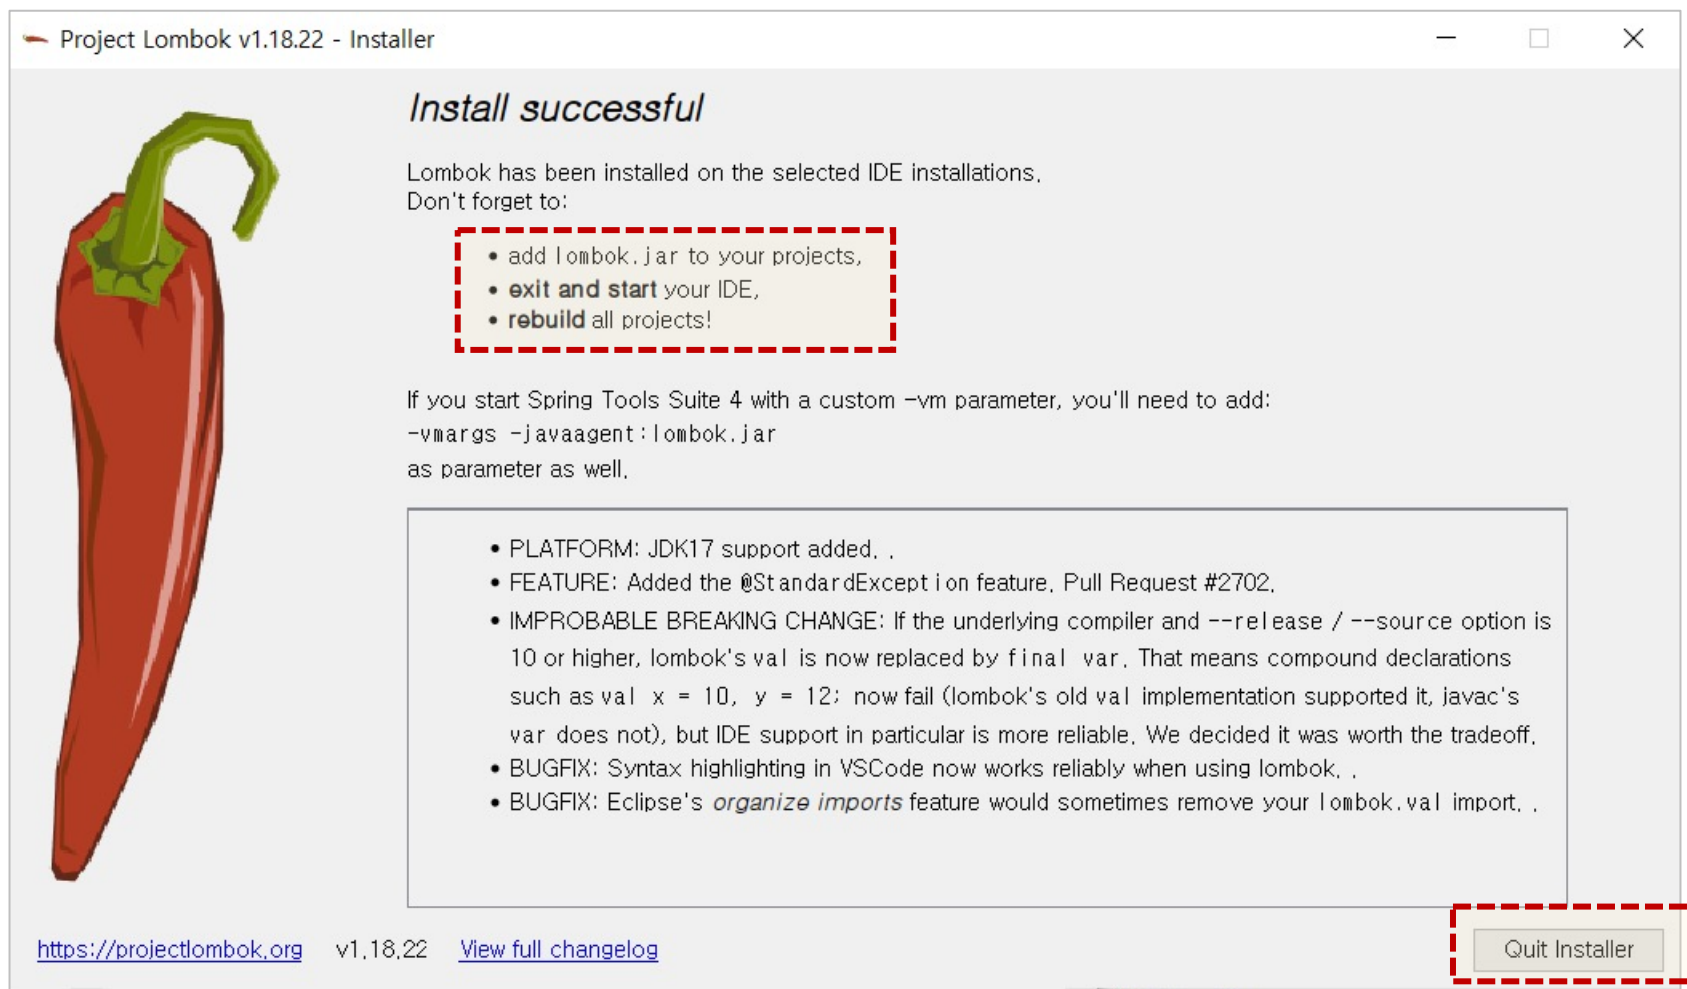 Project Lombok v1.18.22 - Installer
Install successful
Lombok has been installed on the selected IDE installations.
Don't forget to:
• add lombok.jar to your projects,
• exit and start your IDE,
• rebuild all projects!
If you start Spring Tools Suite 4 with a custom -vm parameter, you'll need to add:
-vmargs -javaagent:lombok.jar
as parameter as well.
• PLATFORM: JDK17 support added. .
• FEATURE: Added the @StandardException feature. Pull Request #2702.
• IMPROBABLE BREAKING CHANGE: If the underlying compiler and --release / --source option is
10 or higher, lombok's val is now replaced by final var. That means compound declarations
such as val x = 10, y = 12; now fail (lombok's old val implementation supported it, javac's
var does not), but IDE support in particular is more reliable. We decided it was worth the tradeoff.
• BUGFIX: Syntax highlighting in VSCode now works reliably when using lombok. .
• BUGFIX: Eclipse's organize imports feature would sometimes remove your lombok.val import. .
https://projectlombok.org v1.18.22 View full changelog
Quit Installer